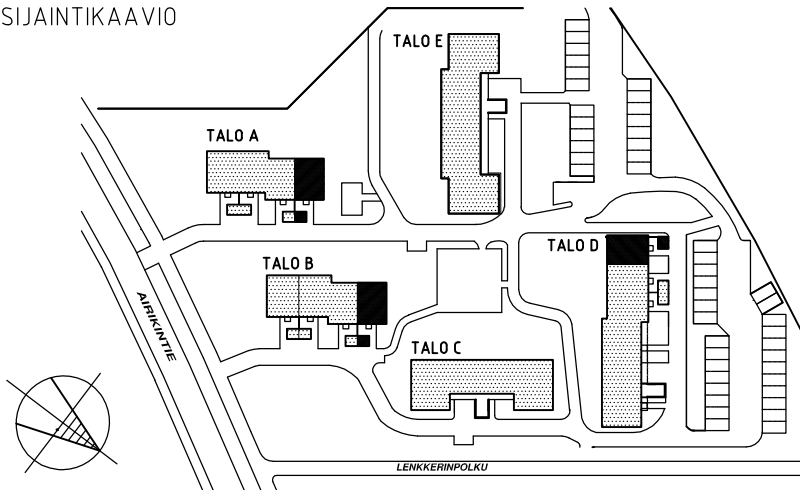 SIJAINTIKAAVIO
TALO E
TALO A
TALO D
TALO B
AIRIKINTIE
TALO C
LENKKERINPOLKU